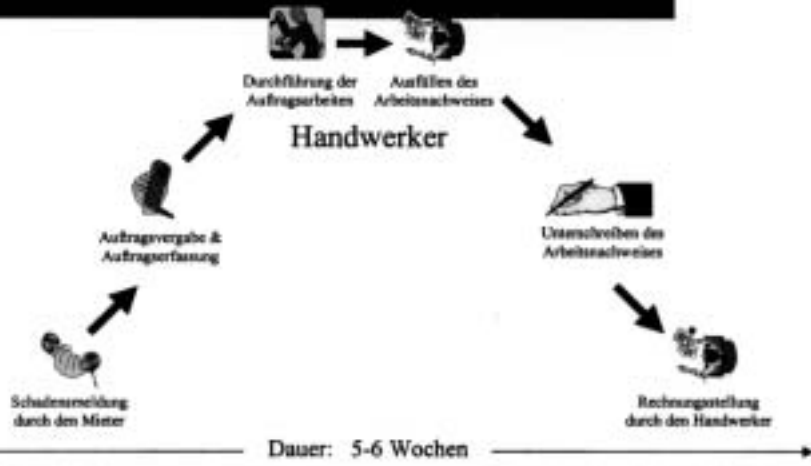 Durchführung der
Auftragsarbeiten
Ausfüllen des
Arbeitsnachweises
Handwerker
Auftragsvergabe &
Auftragserfassung
Unterschreiben des
Arbeitsnachweises
Schadensmeldung
durch den Mieter
Rechnungsstellung
durch den Handwerker
Dauer: 5-6 Wochen